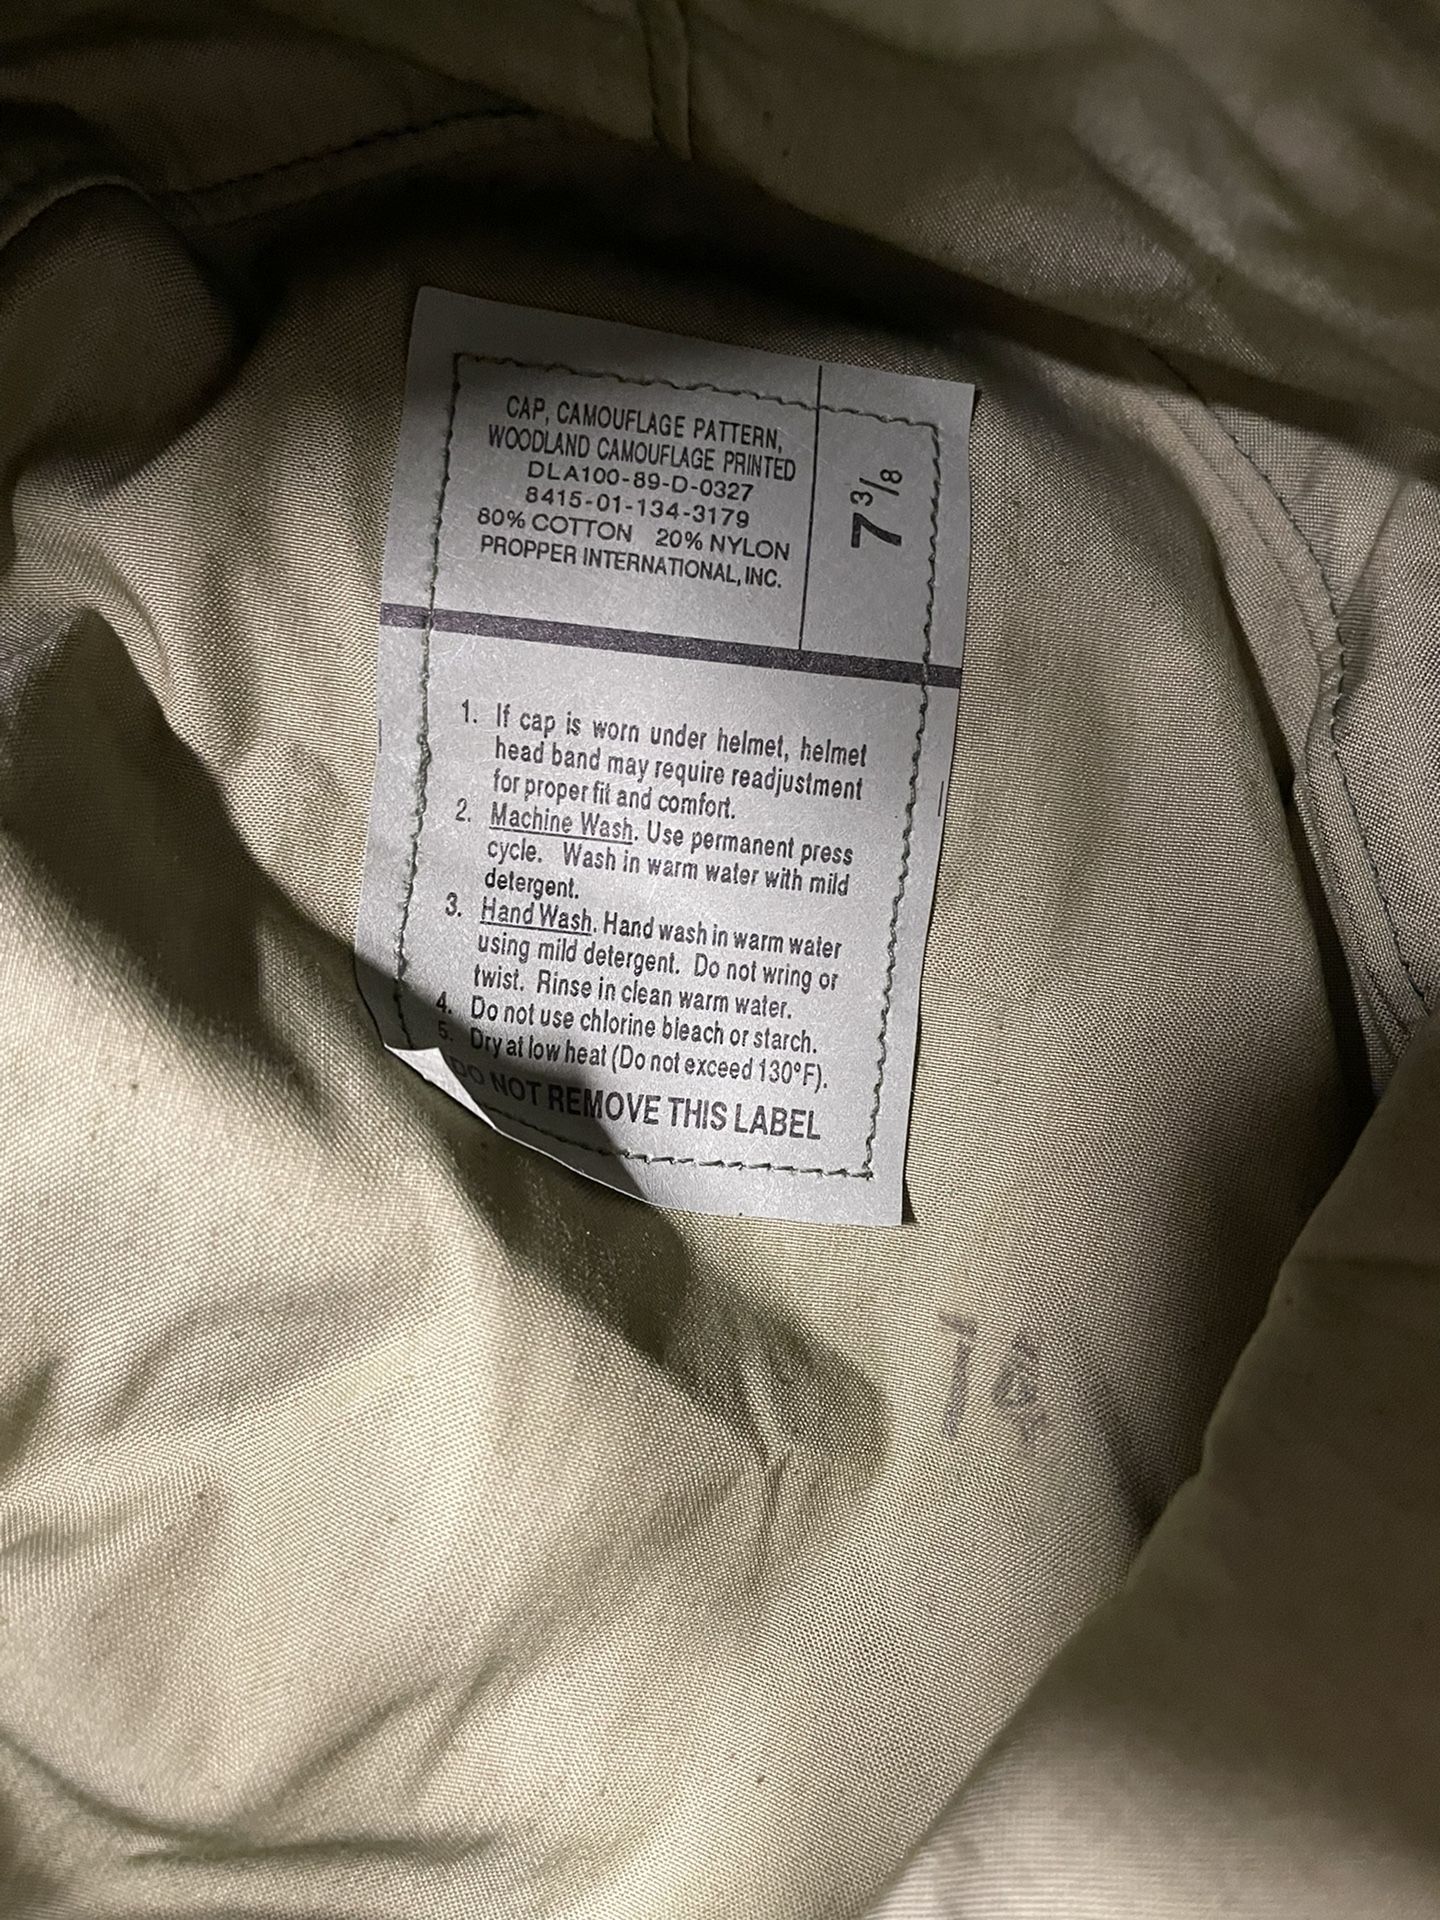 CAP, CAMOUFLAGE PATTERN,
WOODLAND CAMOUFLAGE PRINTED
DLA100-89-D-0327
8415-01-134-3179
80% COTTON 20% NYLON
PROPPER INTERNATIONAL, INC.
7 3/8
1. If cap is worn under helmet, helmet
head band may require readjustment
for proper fit and comfort.
2. Machine Wash. Use permanent press
cycle. Wash in warm water with mild
detergent.
3. Hand Wash. Hand wash in warm water
using mild detergent. Do not wring or
twist. Rinse in clean warm water.
4. Do not use chlorine bleach or starch.
5. Dry at low heat (Do not exceed 130°F).
DO NOT REMOVE THIS LABEL